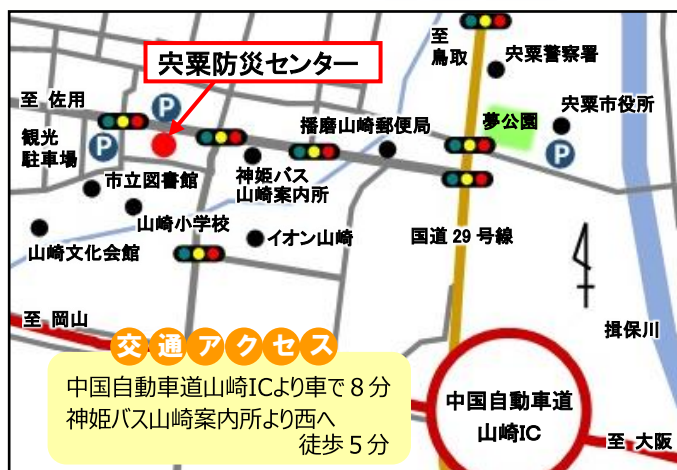 至
鳥取
宍粟警察署
宍粟防災センター
至 佐用
P
播磨山崎郵便局
夢公園
宍粟市役所
観光
駐車場
P
P
市立図書館
神姫バス
山崎案内所
山崎小学校
山崎文化会館
イオン山崎
国道29号線
至 岡山
揖保川
交通アクセス
中国自動車道山崎ICより車で8分
神姫バス山崎案内所より西へ
徒歩5分
中国自動車道
山崎IC
至 大阪